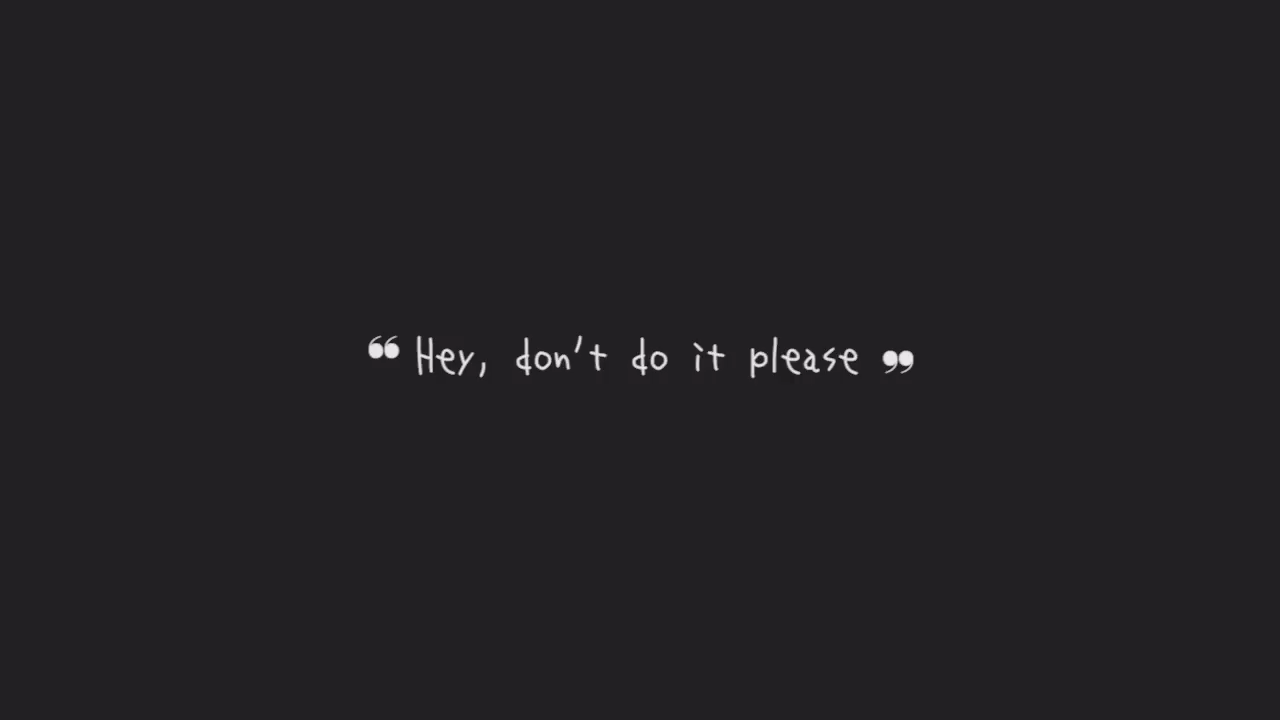 ❝ Hey, don't do it please ❞